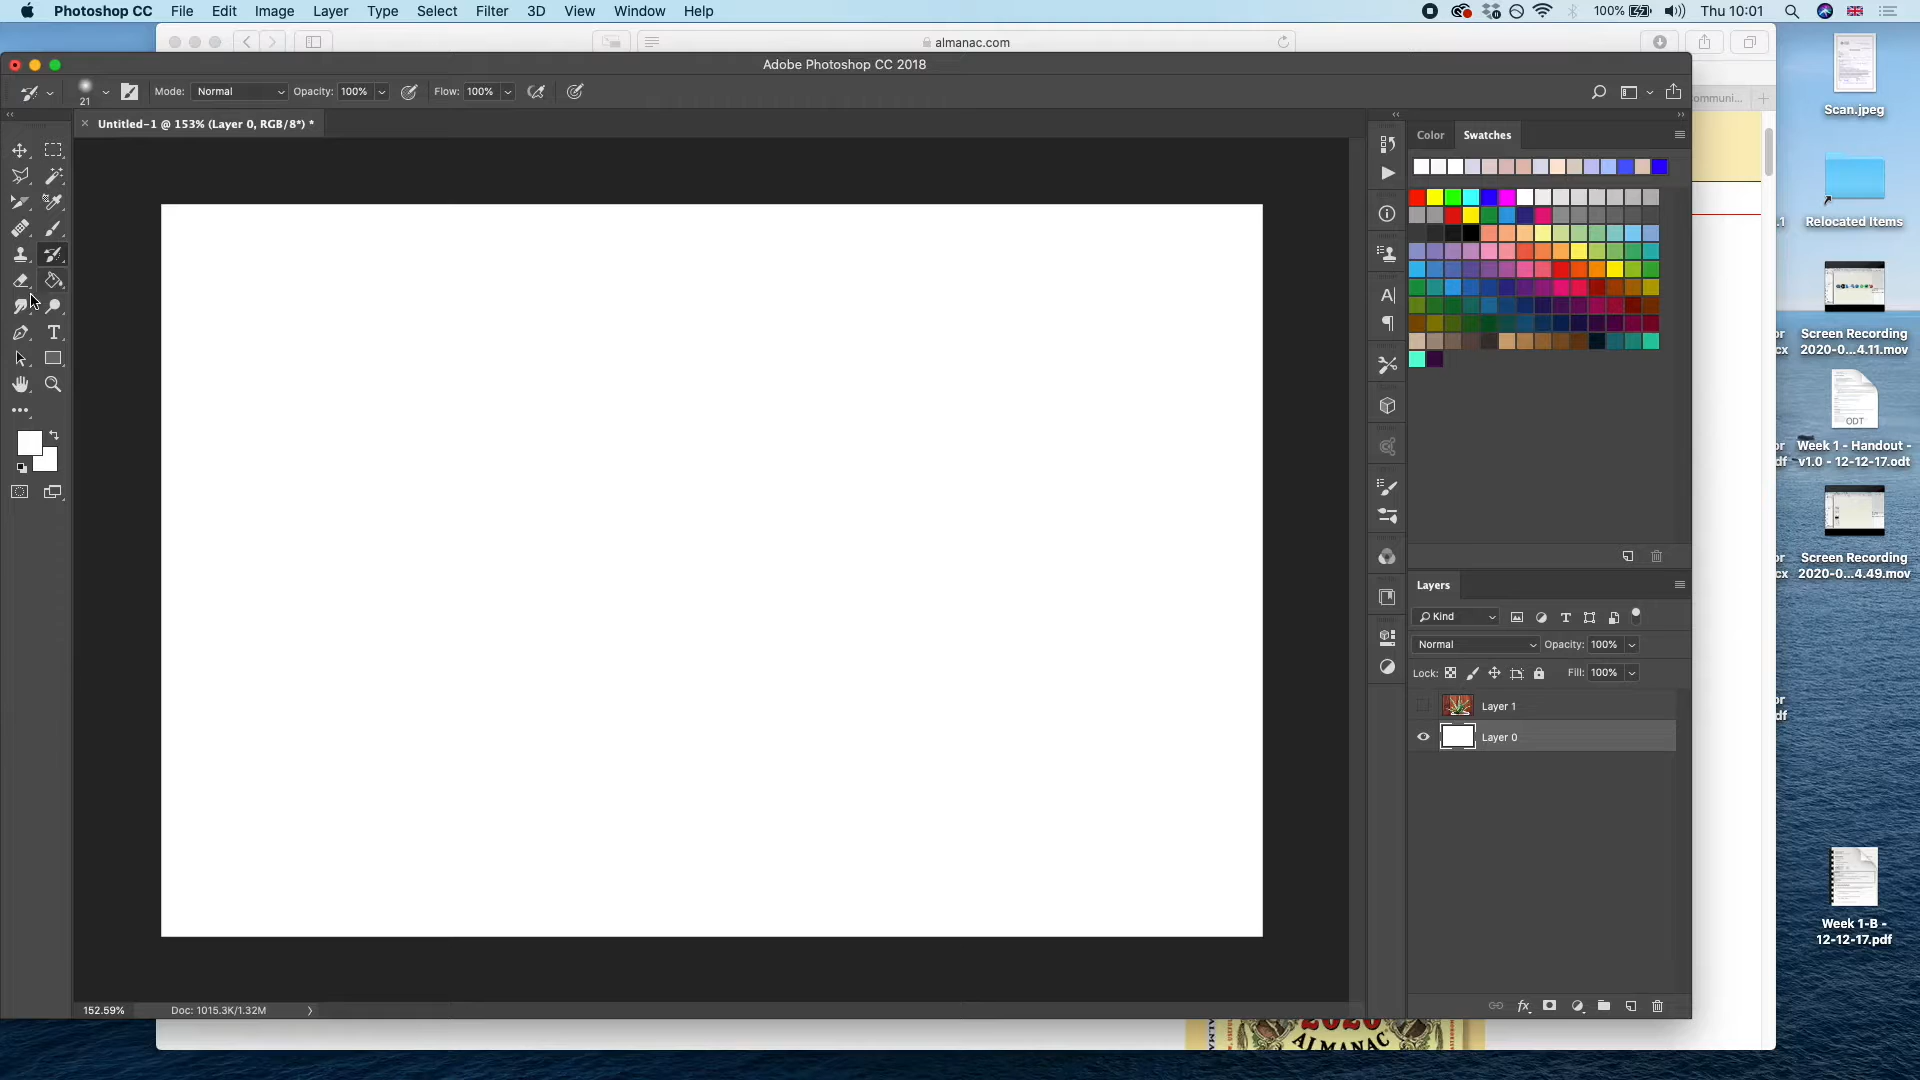 Photoshop CC File Edit Image Layer Type Select Filter 3D View Window Help 100% Thu 10:01
almanac.com
Adobe Photoshop CC 2018
21 Mode: Normal Opacity: 100% Flow: 100%
Untitled-1 @ 153% (Layer 0, RGB/8*) *
Color Swatches
communi...
Scan.jpeg
Relocated Items
Screen Recording
2020-0...4.11.mov
ODT
Week 1 - Handout -
v1.0 - 12-12-17.odt
Screen Recording
2020-0...4.49.mov
Layers
Kind
Normal Opacity: 100%
Lock: Fill: 100%
Layer 1
Layer 0
Week 1-B -
12-12-17.pdf
152.59% Doc: 1015.3K/1.32M
2020
ALMANAC